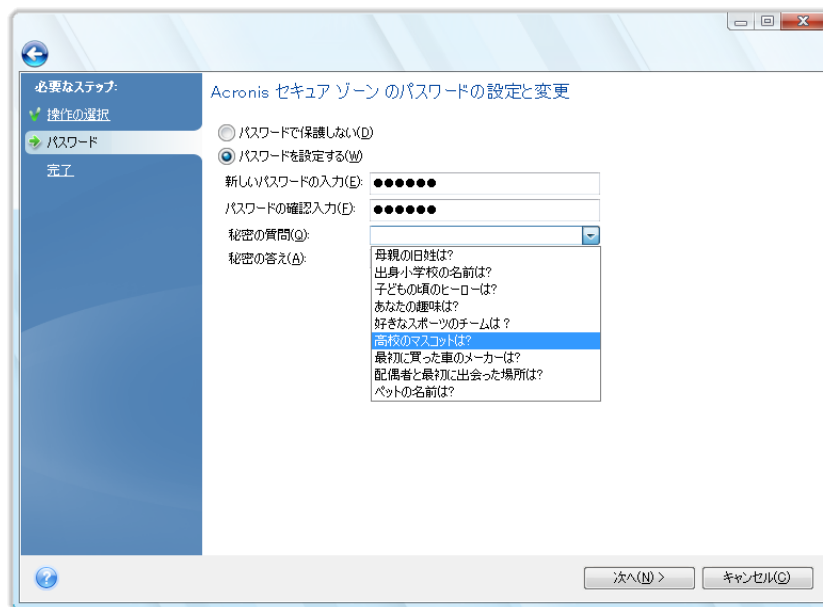 必要なステップ:
操作の選択
パスワード
完了
Acronis セキュア ゾーン のパスワードの設定と変更
パスワードで保護しない(D)
パスワードを設定する(W)
新しいパスワードの入力(E): ●●●●●●
パスワードの確認入力(F): ●●●●●●
秘密の質問(Q):
秘密の答え(A):
母親の旧姓は?
出身小学校の名前は?
子どもの頃のヒーローは?
あなたの趣味は?
好きなスポーツのチームは?
高校のマスコットは?
最初に買った車のメーカーは?
配偶者と最初に出会った場所は?
ペットの名前は?
次へ(N) >
キャンセル(C)